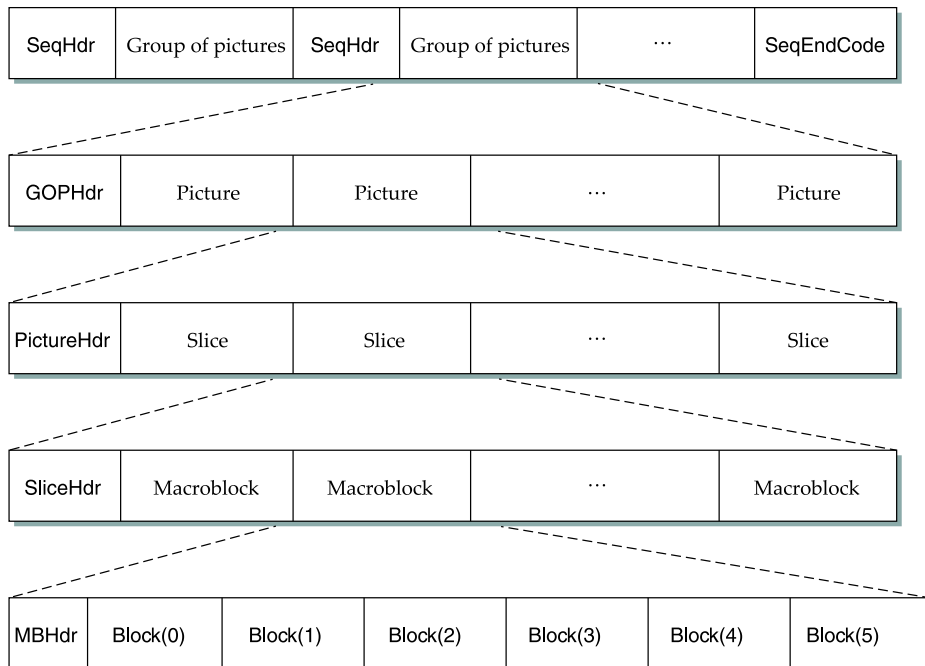 SeqHdr Group of pictures SeqHdr Group of pictures ... SeqEndCode
GOPHdr Picture Picture ... Picture
PictureHdr Slice Slice ... Slice
SliceHdr Macroblock Macroblock ... Macroblock
MBHdr Block(0) Block(1) Block(2) Block(3) Block(4) Block(5)